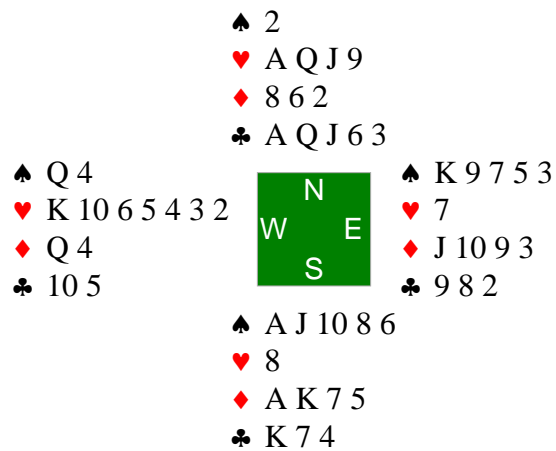 ♠ 2
♥ A Q J 9
♦ 8 6 2
♣ A Q J 6 3
♠ Q 4
♥ K 10 6 5 4 3 2
♦ Q 4
♣ 10 5
N
W E
S
♠ K 9 7 5 3
♥ 7
♦ J 10 9 3
♣ 9 8 2
♠ A J 10 8 6
♥ 8
♦ A K 7 5
♣ K 7 4